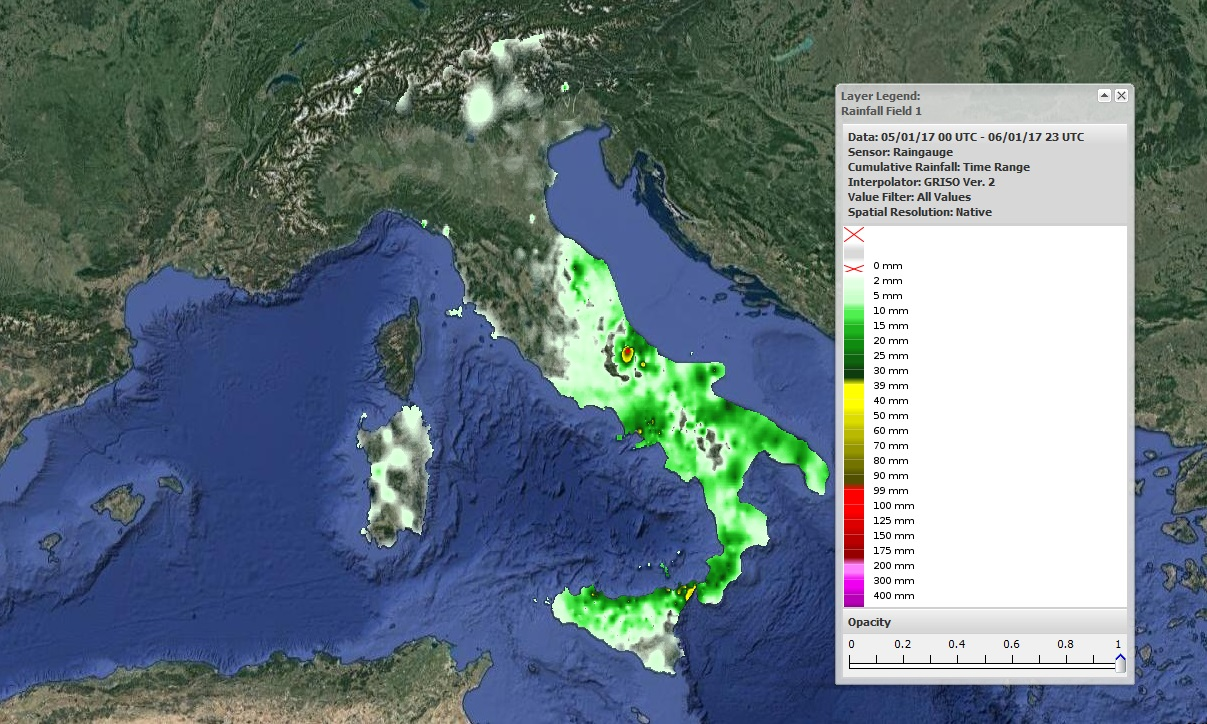 Layer Legend:
Rainfall Field 1
Data: 05/01/17 00 UTC - 06/01/17 23 UTC
Sensor: Raingauge
Cumulative Rainfall: Time Range
Interpolator: GRISO Ver. 2
Value Filter: All Values
Spatial Resolution: Native
0 mm
2 mm
5 mm
10 mm
15 mm
20 mm
25 mm
30 mm
39 mm
40 mm
50 mm
60 mm
70 mm
80 mm
90 mm
99 mm
100 mm
125 mm
150 mm
175 mm
200 mm
300 mm
400 mm
Opacity
0 0.2 0.4 0.6 0.8 1